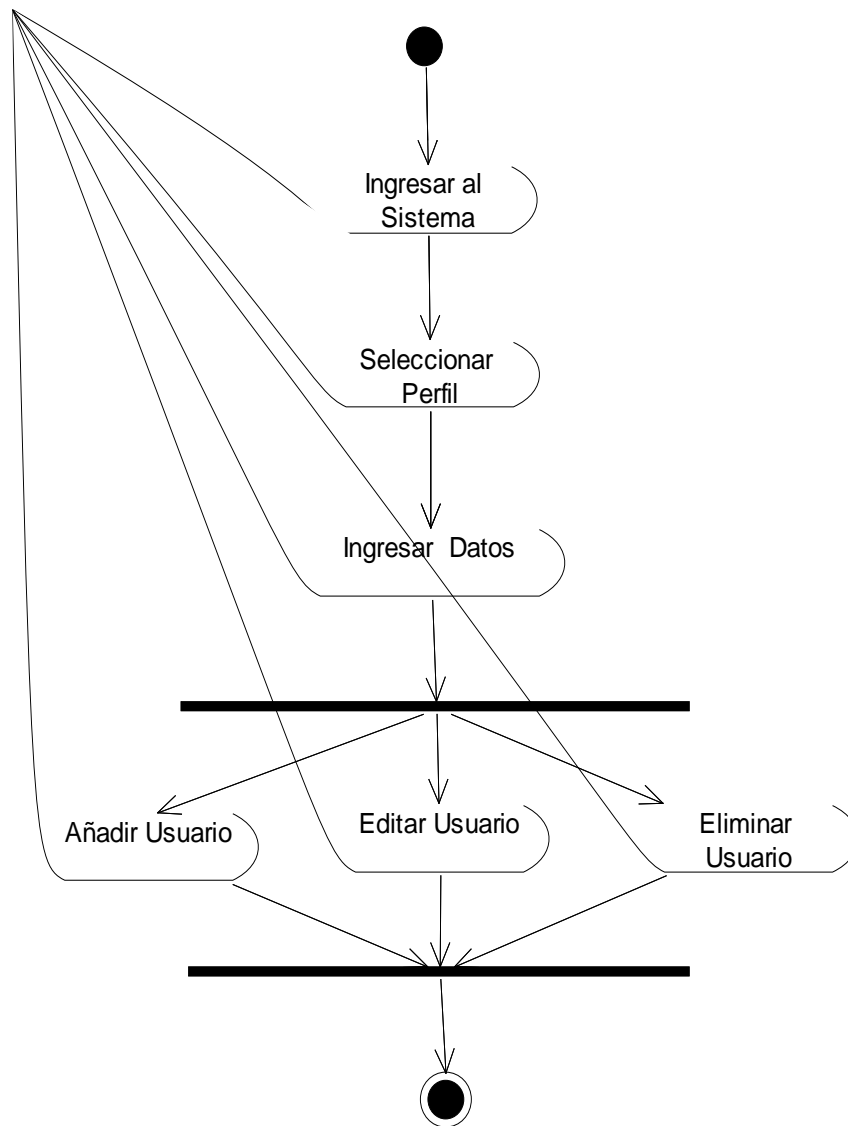 Ingresar al
Sistema
Seleccionar
Perfil
Ingresar Datos
Añadir Usuario
Editar Usuario
Eliminar
Usuario